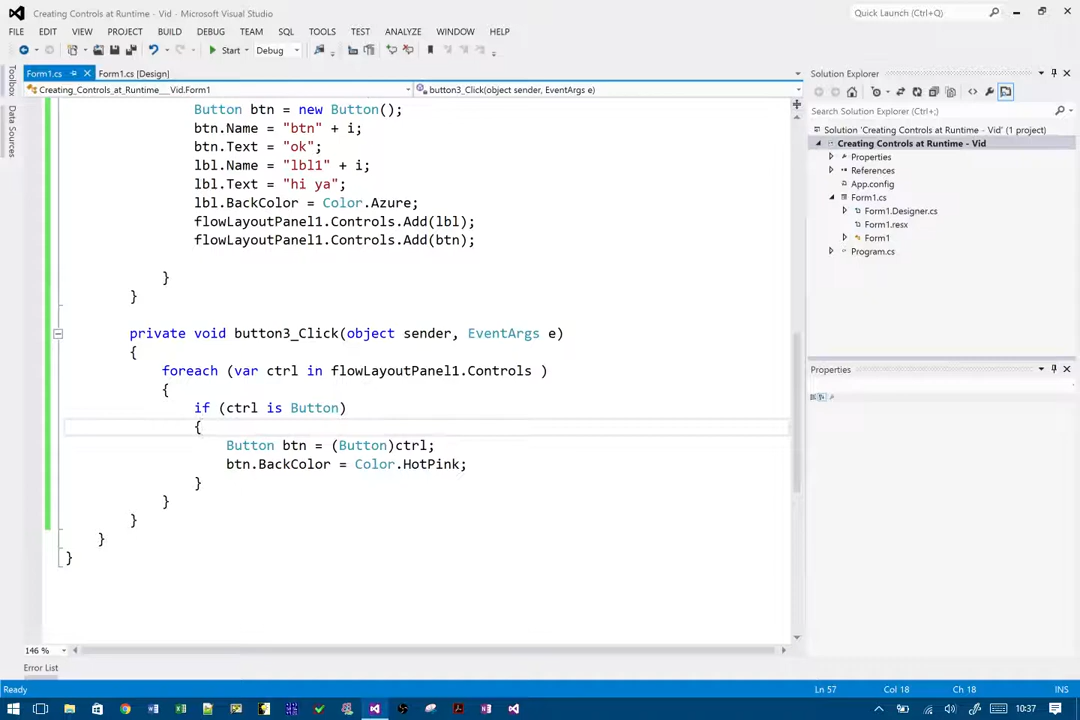 Creating Controls at Runtime - Vid - Microsoft Visual Studio
Quick Launch (Ctrl+Q)
FILE EDIT VIEW PROJECT BUILD DEBUG TEAM SQL TOOLS TEST ANALYZE WINDOW HELP
Start Debug
Form1.cs Form1.cs [Design]
Creating_Controls_at_Runtime___Vid.Form1 button3_Click(object sender, EventArgs e)
Toolbox
Data Sources
Button btn = new Button();
btn.Name = "btn" + i;
btn.Text = "ok";
lbl.Name = "lbl1" + i;
lbl.Text = "hi ya";
lbl.BackColor = Color.Azure;
flowLayoutPanel1.Controls.Add(lbl);
flowLayoutPanel1.Controls.Add(btn);
}
}
private void button3_Click(object sender, EventArgs e)
{
foreach (var ctrl in flowLayoutPanel1.Controls )
{
if (ctrl is Button)
{
Button btn = (Button)ctrl;
btn.BackColor = Color.HotPink;
}
}
}
}
}
146 %
Error List
Solution Explorer
Search Solution Explorer (Ctrl+;)
Solution 'Creating Controls at Runtime - Vid' (1 project)
Creating Controls at Runtime - Vid
Properties
References
App.config
Form1.cs
Form1.Designer.cs
Form1.resx
Form1
Program.cs
Properties
Ready Ln 57 Col 18 Ch 18 INS
10:37